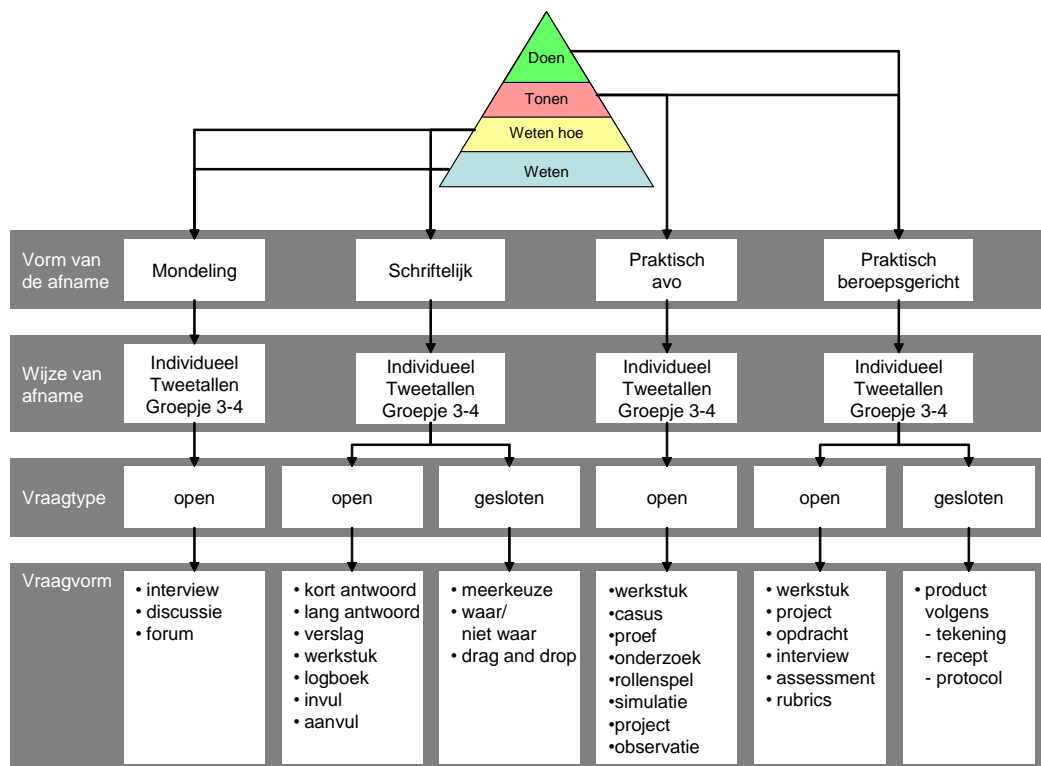 Doen
Tonen
Weten hoe
Weten
Vorm van
de afname
Mondeling
Schriftelijk
Praktisch
avo
Praktisch
beroepsgericht
Wijze van
afname
Individueel
Tweetallen
Groepje 3-4
Individueel
Tweetallen
Groepje 3-4
Individueel
Tweetallen
Groepje 3-4
Individueel
Tweetallen
Groepje 3-4
Vraagtype
open
open
gesloten
open
open
gesloten
Vraagvorm
• interview
• discussie
• forum
• kort antwoord
• lang antwoord
• verslag
• werkstuk
• logboek
• invul
• aanvul
• meerkeuze
• waar/
niet waar
• drag and drop
•werkstuk
•casus
•proef
•onderzoek
•rollenspel
•simulatie
•project
•observatie
• werkstuk
• project
• opdracht
• interview
• assessment
• rubrics
• product
volgens
- tekening
- recept
- protocol